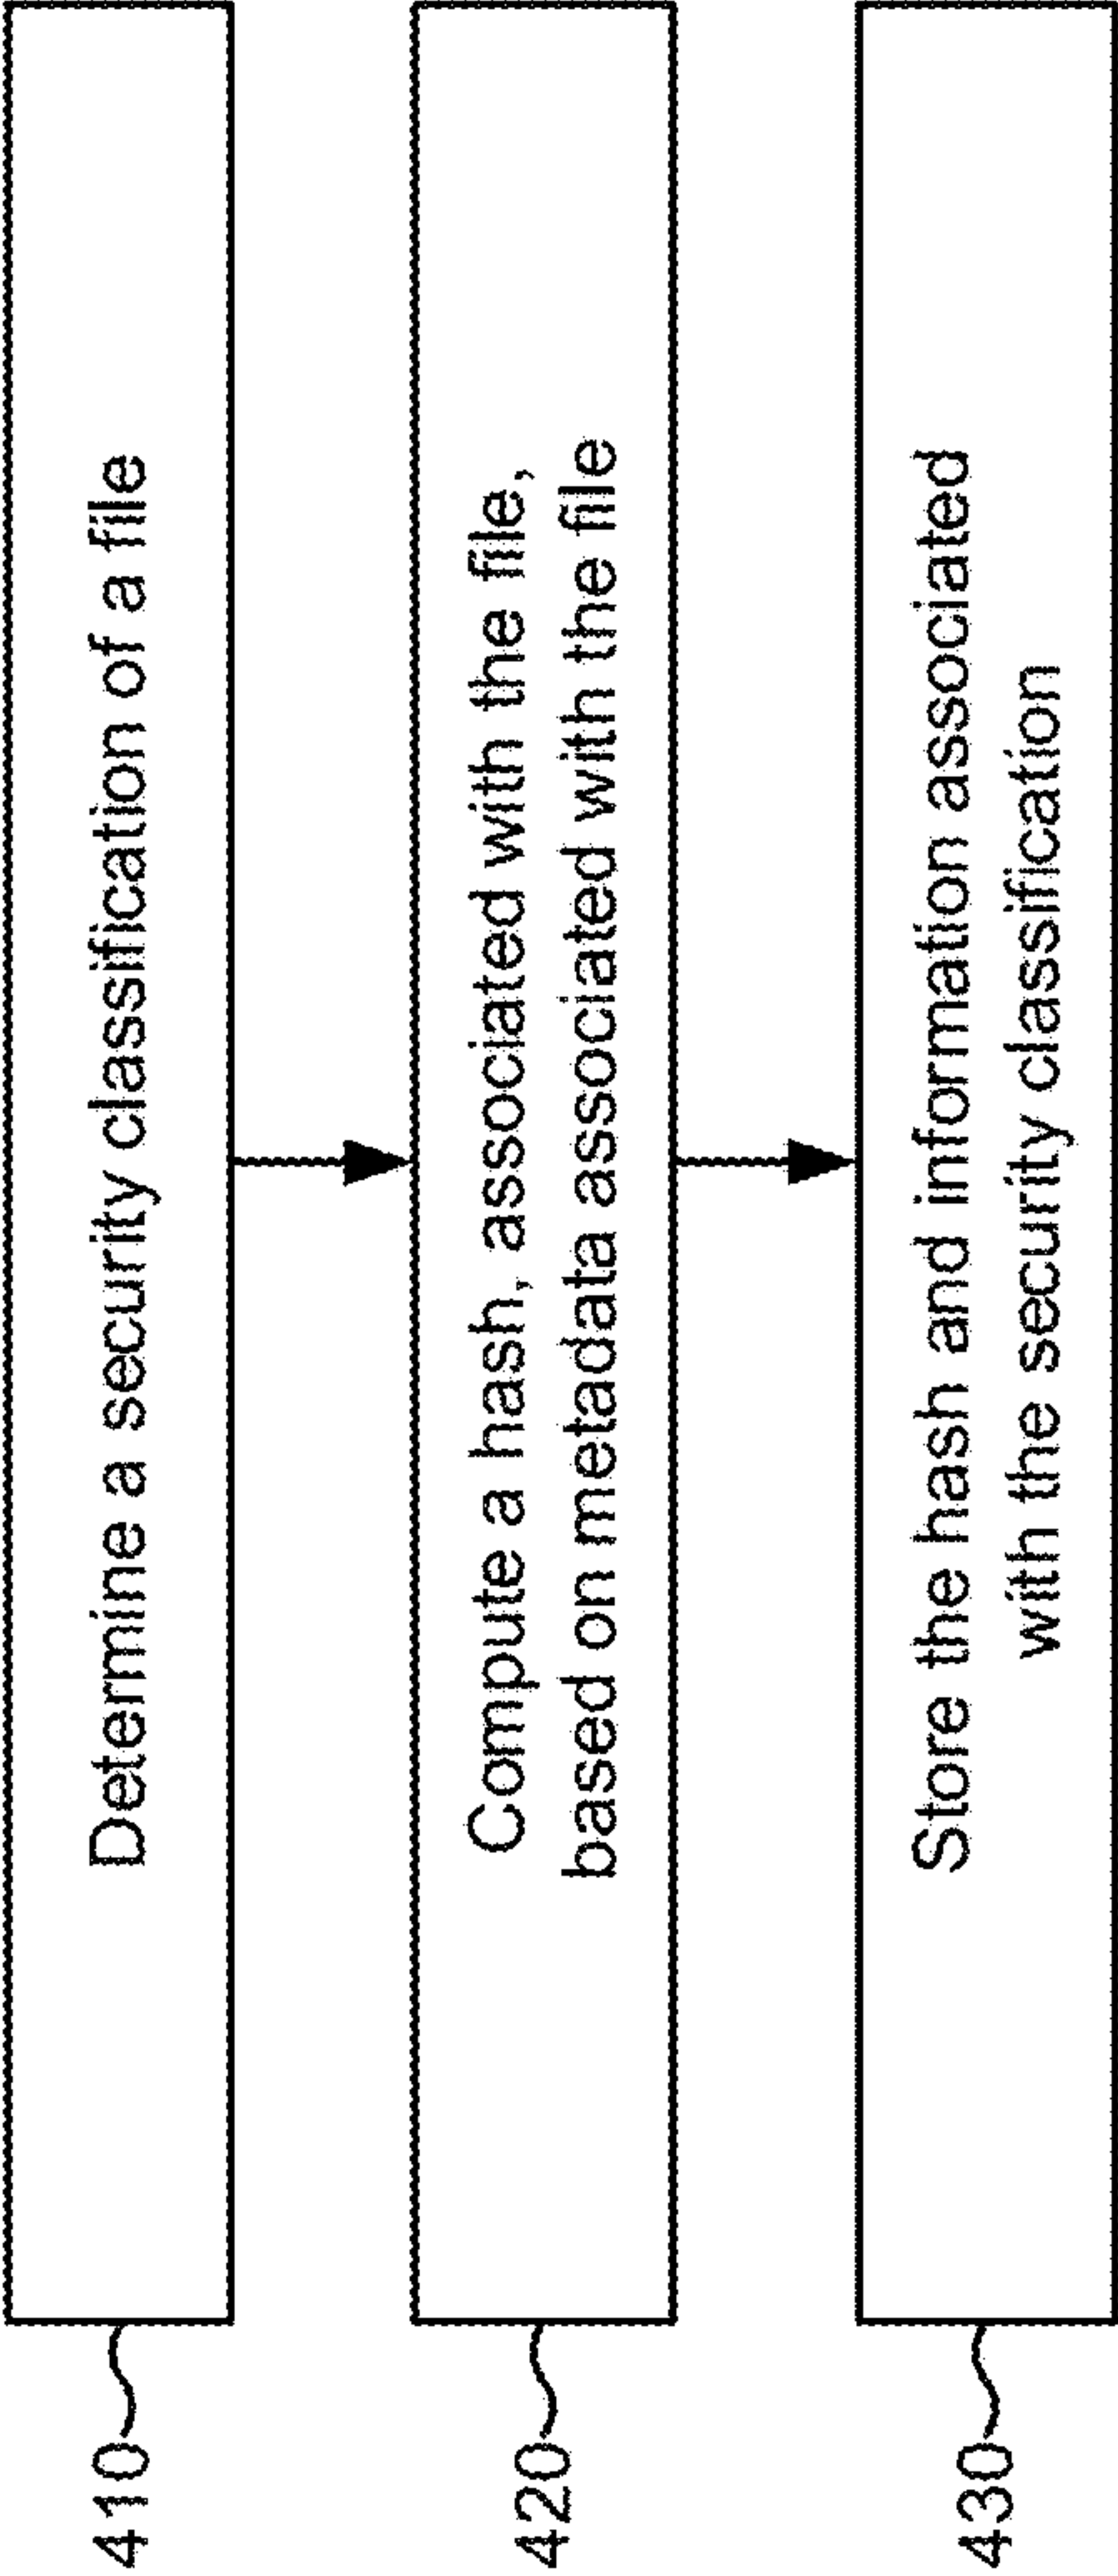 410
Determine a security classification of a file
420
Compute a hash, associated with the file,
based on metadata associated with the file
430
Store the hash and information associated
with the security classification